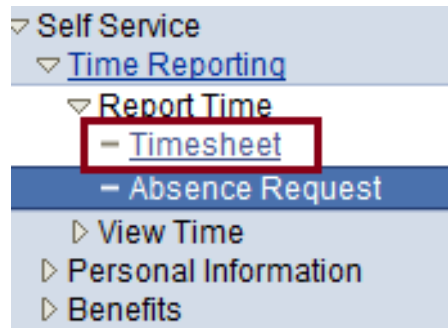 Self Service
Time Reporting
Report Time
Timesheet
Absence Request
View Time
Personal Information
Benefits